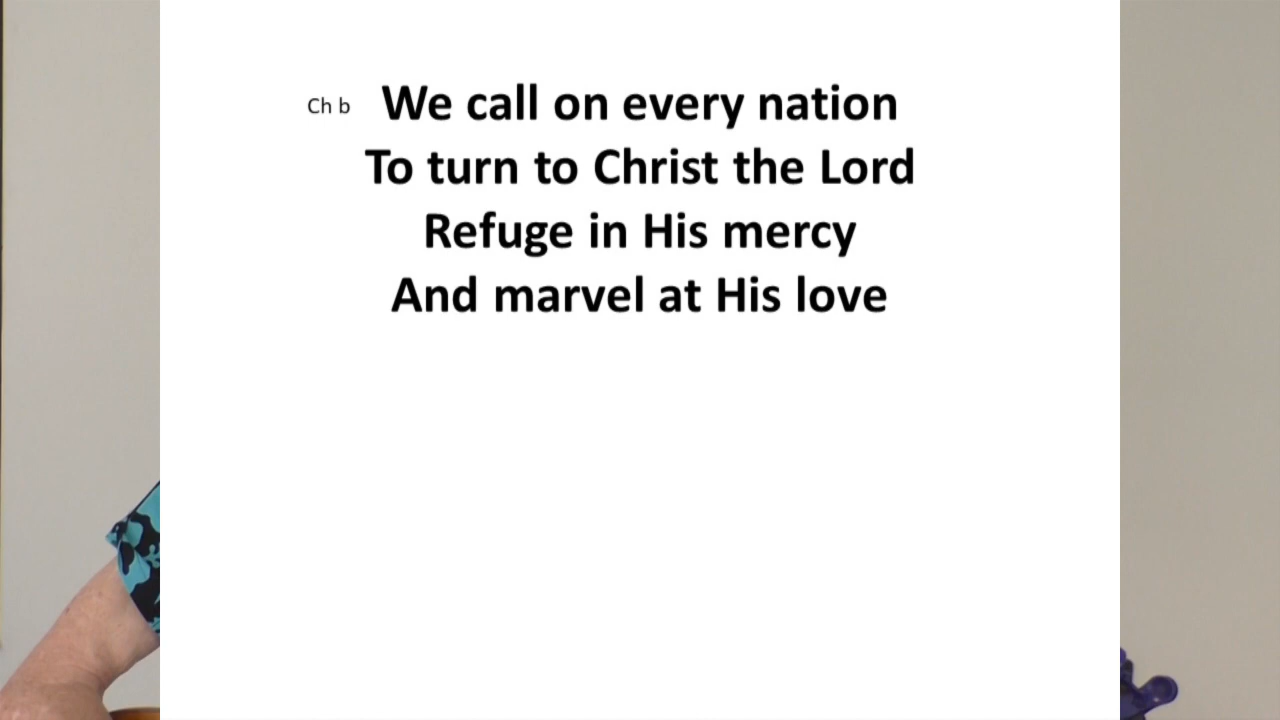 Ch b We call on every nation
To turn to Christ the Lord
Refuge in His mercy
And marvel at His love